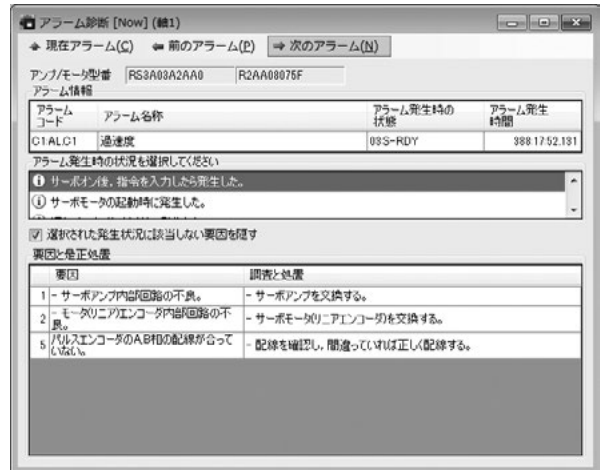 アラーム診断 [Now] (軸1)
現在アラーム(C) 前のアラーム(P) 次のアラーム(N)
アンプ/モータ型番 RS3A03A2AA0 R2AA08075F
アラーム情報
アラームコード アラーム名称 アラーム発生時の状態 アラーム発生時間
C1ALC1 過速度 03S-RDY 388:17:52.131
アラーム発生時の状況を選択してください
サーボオン後、指令を入力したら発生した。
サーボモータの起動時に発生した。
選択された発生状況に該当しない要因を隠す
要因と是正処置
要因 調査と処置
1 - サーボアンプ内部回路の不良。 - サーボアンプを交換する。
2 - モータ(リニア)エンコーダ内部回路の不良。 - サーボモータ(リニアエンコーダ)を交換する。
5 パルスエンコーダのA,B相の配線が合っていない。 - 配線を確認し、間違っていれば正しく配線する。